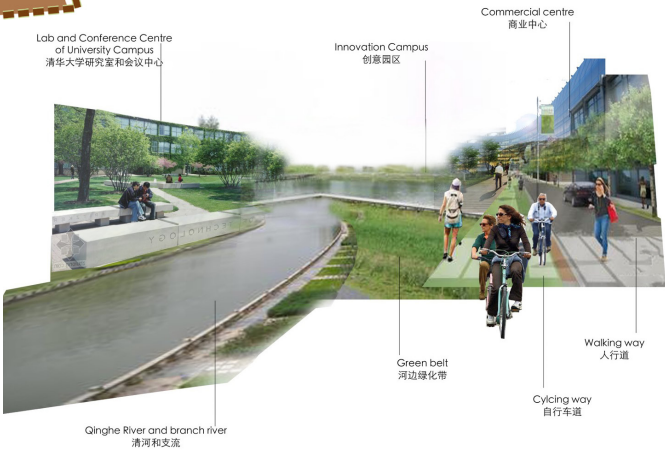 Commercial centre
商业中心
Lab and Conference Centre
of University Campus
清华大学研究室和会议中心
Innovation Campus
创意园区
TECHNOLOGY
Walking way
人行道
Green belt
河边绿化带
Cylcing way
自行车道
Qinghe River and branch river
清河和支流